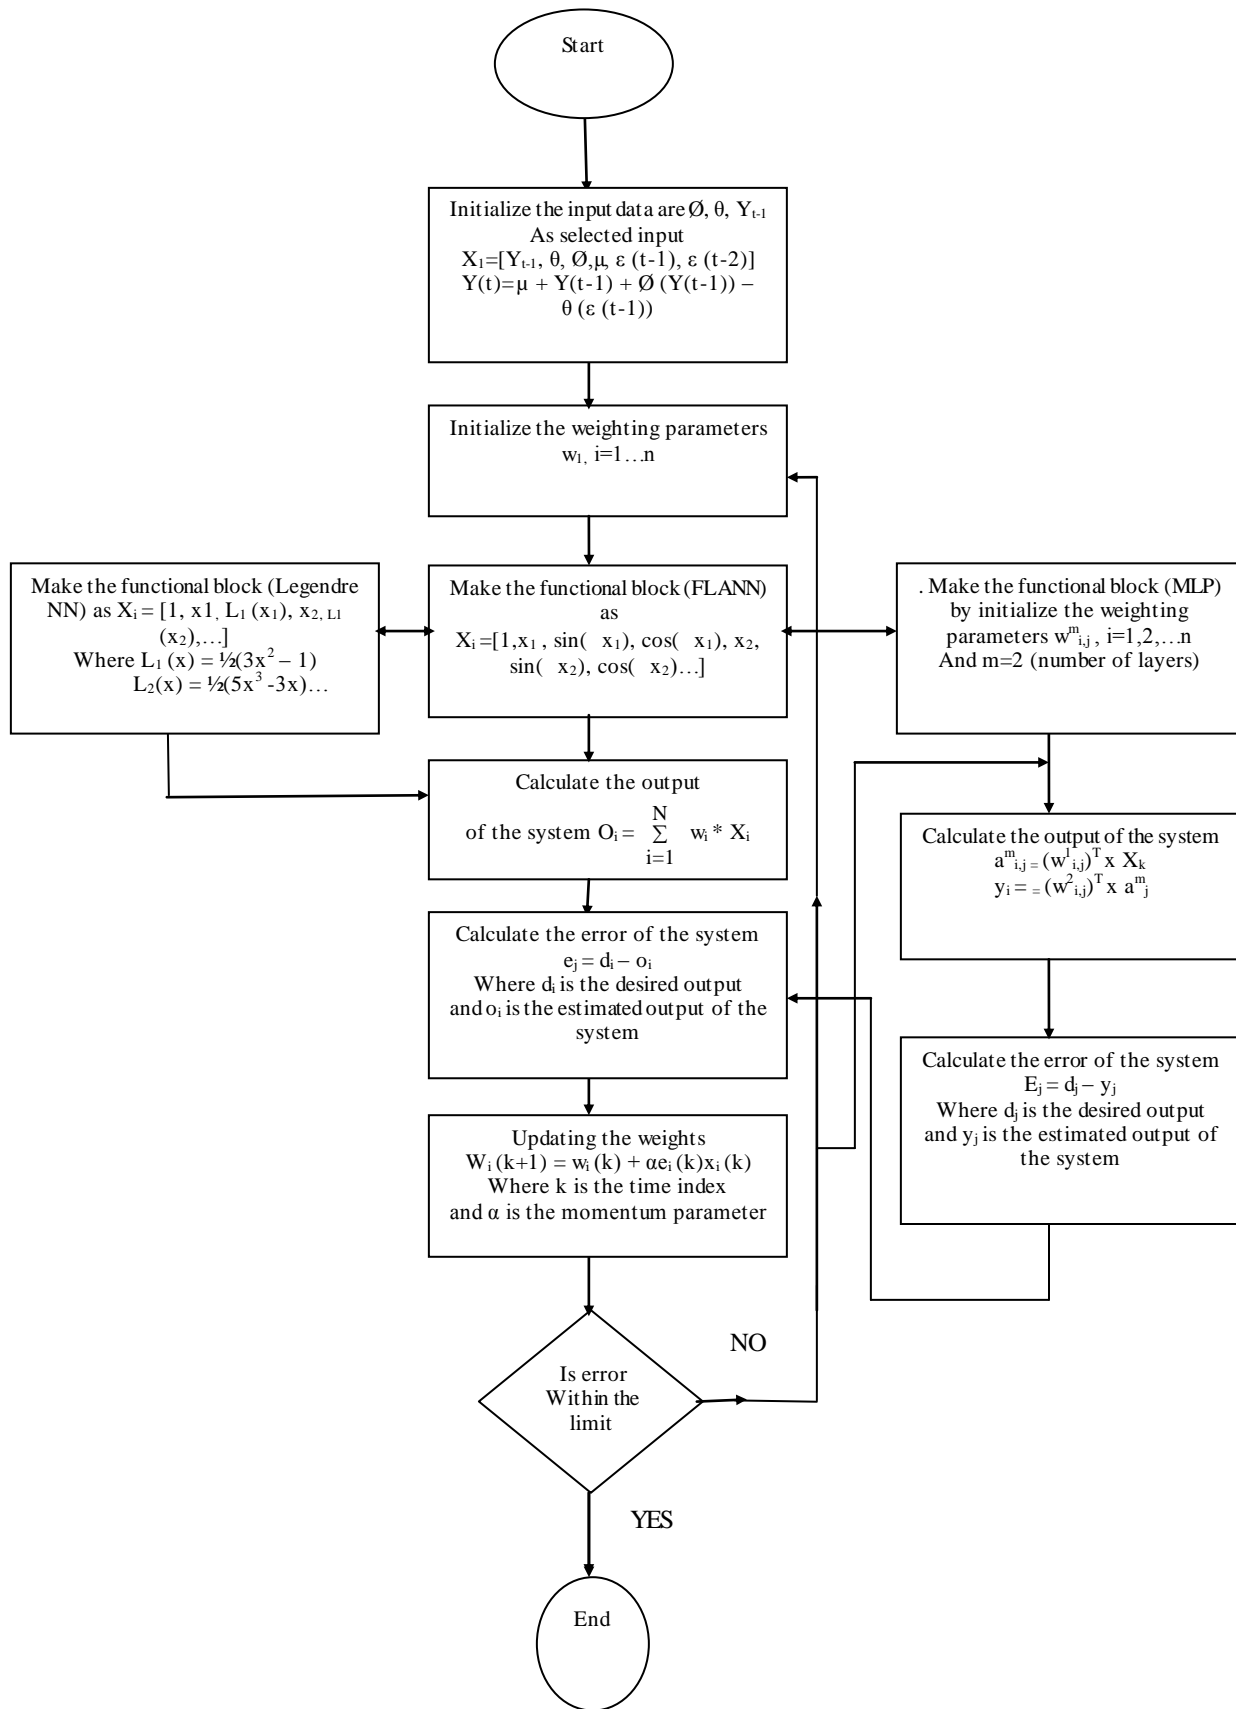 Start
Initialize the input data are Ø, θ, Yₜ₋₁
As selected input
X₁=[Yₜ₋₁, θ, Ø,μ, ε (t-1), ε (t-2)]
Y(t)=μ + Y(t-1) + Ø (Y(t-1)) –
θ (ε (t-1))
Initialize the weighting parameters
w₁, i=1…n
Make the functional block (Legendre
NN) as Xᵢ = [1, x1, L₁ (x₁), x₂, L1
(x₂),…]
Where L₁ (x) = ½(3x² – 1)
L₂(x) = ½(5x³ -3x)…
Make the functional block (FLANN)
as
Xᵢ =[1,x₁ , sin( x₁), cos( x₁), x₂,
sin( x₂), cos( x₂)…]
. Make the functional block (MLP)
by initialize the weighting
parameters wᵐᵢ,ⱼ , i=1,2,…n
And m=2 (number of layers)
Calculate the output
of the system Oᵢ = N
∑ wᵢ * Xᵢ
i=1
Calculate the output of the system
aᵐᵢ,ⱼ = (w¹ᵢ,ⱼ)ᵀ x Xₖ
yᵢ = = (w²ᵢ,ⱼ)ᵀ x aᵐⱼ
Calculate the error of the system
eⱼ = dᵢ – oᵢ
Where dᵢ is the desired output
and oᵢ is the estimated output of the
system
Calculate the error of the system
Eⱼ = dⱼ – yⱼ
Where dⱼ is the desired output
and yⱼ is the estimated output of
the system
Updating the weights
Wᵢ (k+1) = wᵢ (k) + αeᵢ (k)xᵢ (k)
Where k is the time index
and α is the momentum parameter
NO
Is error
Within the
limit
YES
End